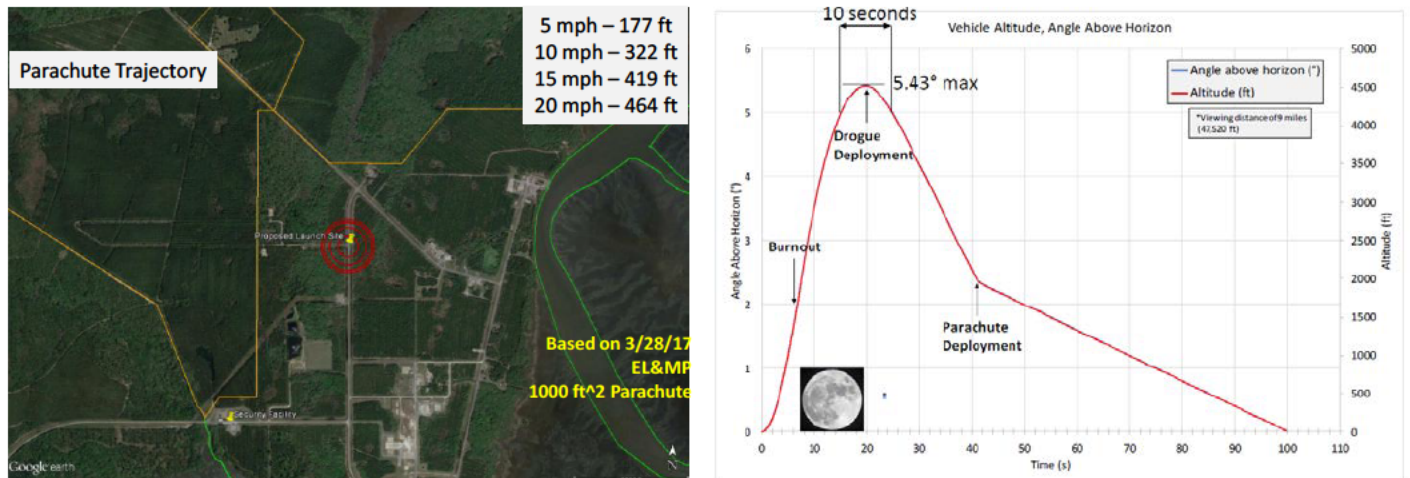 Parachute Trajectory
5 mph – 177 ft
10 mph – 322 ft
15 mph – 419 ft
20 mph – 464 ft
Proposed Launch Site
Based on 3/28/17
EL&MP
1000 ft^2 Parachute
Security Facility
Google earth
N
10 seconds
Vehicle Altitude, Angle Above Horizon
5.43° max
Angle above horizon (°)
Altitude (ft)
*Viewing distance of 9 miles
(47,520 ft)
Drogue
Deployment
Burnout
Parachute
Deployment
Angle Above Horizon (°)
6
5
4
3
2
1
0
5000
4500
4000
3500
3000
2500
2000
1500
1000
500
0
Altitude (ft)
0 10 20 30 40 50 60 70 80 90 100 110
Time (s)